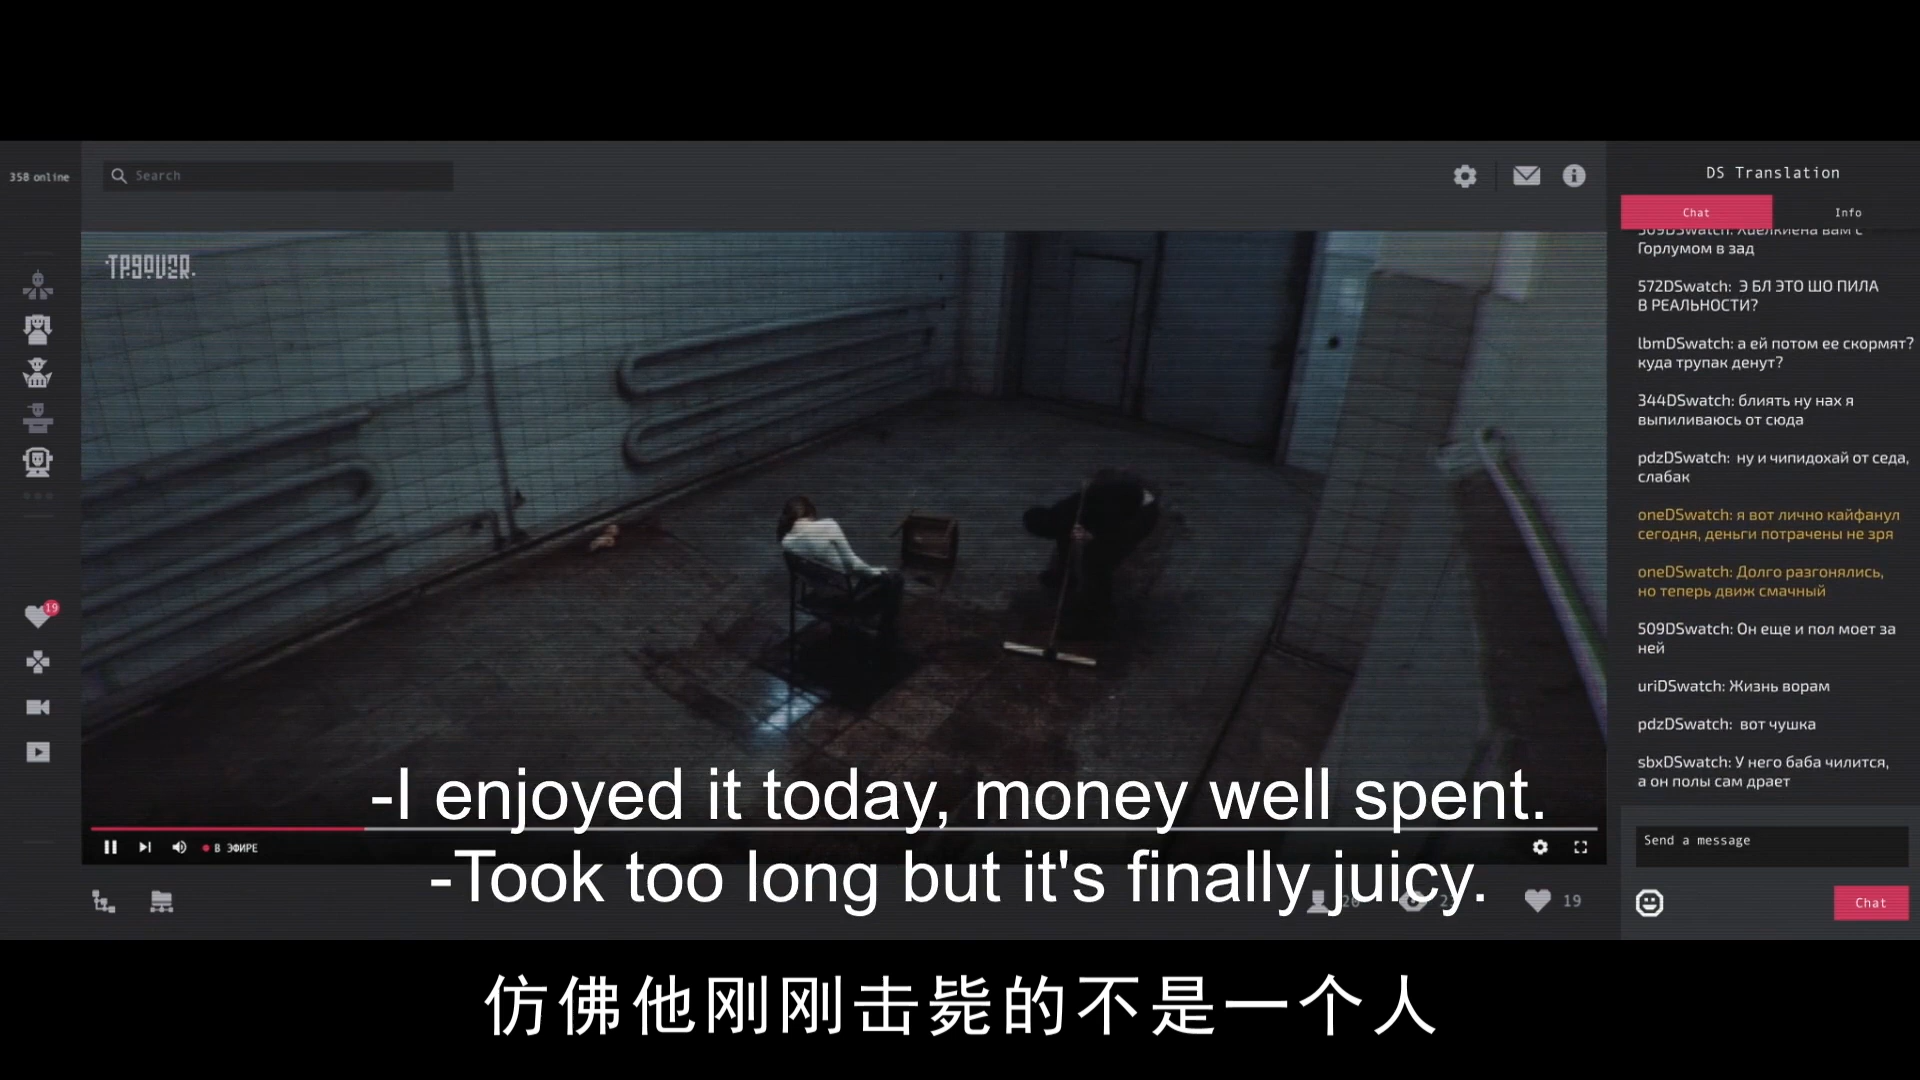 358 online
Search
DS Translation
Chat
Info
Горлумом в зад
572DSwatch: Э БЛ ЭТО ШО ПИЛА
В РЕАЛЬНОСТИ?
lbmDSwatch: а ей потом ее скормят?
куда трупак денут?
344DSwatch: блиять ну нах я
выпиливаюсь от сюда
pdzDSwatch: ну и чипидохай от седа,
слабак
oneDSwatch: я вот лично кайфанул
сегодня, деньги потрачены не зря
oneDSwatch: Долго разгонялись,
но теперь движ смачный
509DSwatch: Он еще и пол моет за
ней
uriDSwatch: Жизнь ворам
pdzDSwatch: вот чушка
sbxDSwatch: У него баба чилится,
а он полы сам драет
19
-I enjoyed it today, money well spent.
В ЭФИРЕ
-Took too long but it's finally juicy.
19
Send a message
Chat
仿佛他刚刚击毙的不是一个人